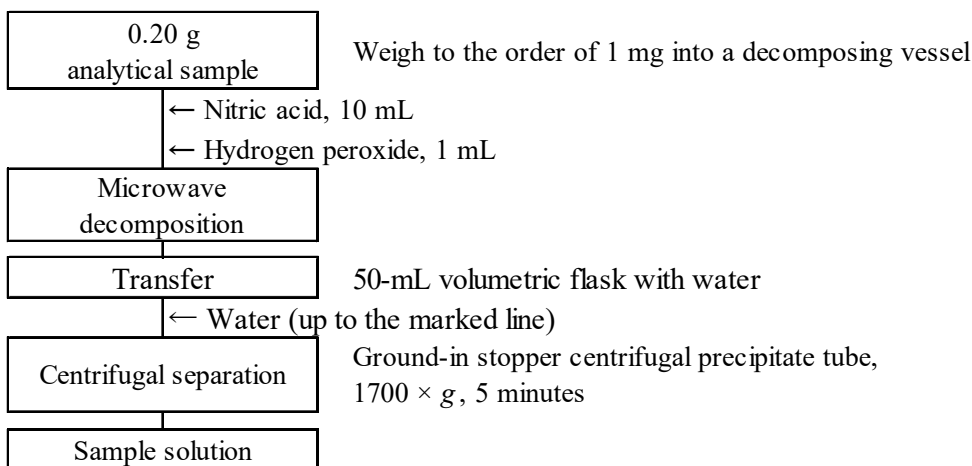 0.20 g
analytical sample
Weigh to the order of 1 mg into a decomposing vessel
← Nitric acid, 10 mL
← Hydrogen peroxide, 1 mL
Microwave
decomposition
Transfer
50-mL volumetric flask with water
← Water (up to the marked line)
Centrifugal separation
Ground-in stopper centrifugal precipitate tube,
1700 × g, 5 minutes
Sample solution